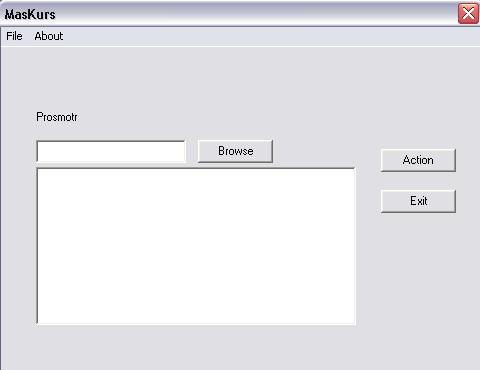 MasKurs
File About
Prosmotr
Browse
Action
Exit